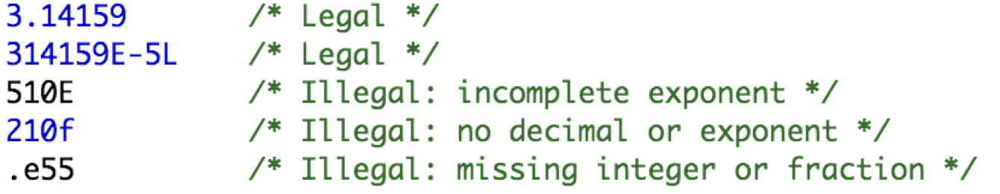 3.14159 /* Legal */
314159E-5L /* Legal */
510E /* Illegal: incomplete exponent */
210f /* Illegal: no decimal or exponent */
.e55 /* Illegal: missing integer or fraction */